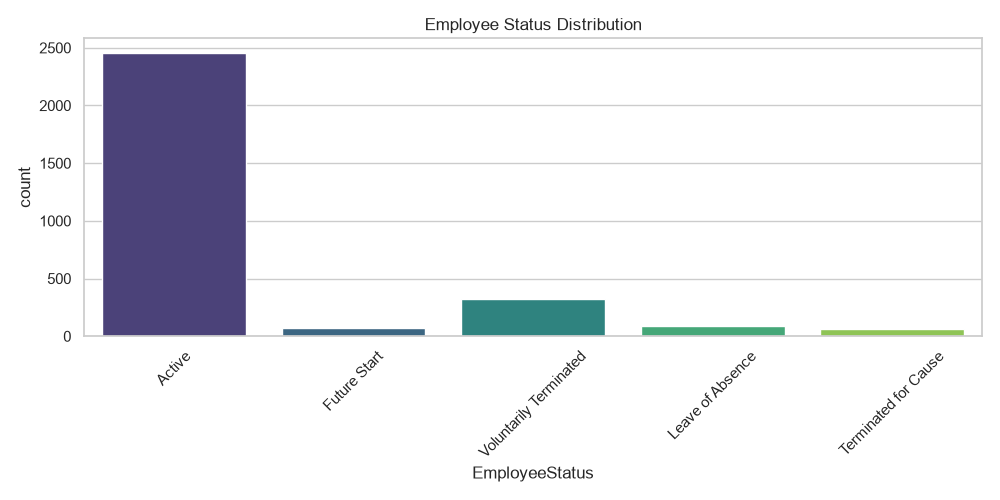 Employee Status Distribution
2500
2000
1500
1000
500
0
count
Active
Future Start
Voluntarily Terminated
Leave of Absence
Terminated for Cause
EmployeeStatus